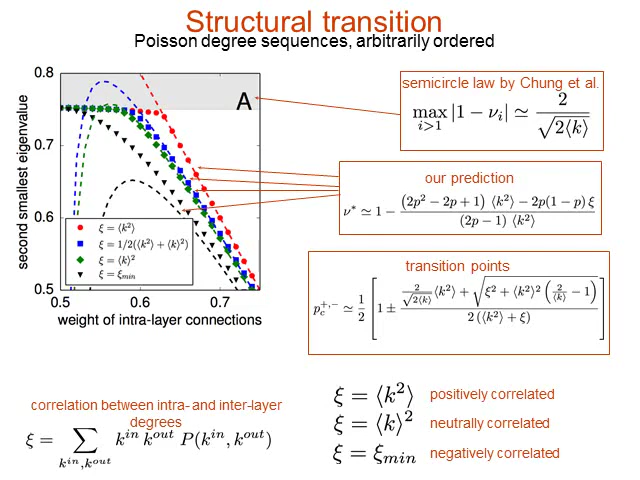 Structural transition
Poisson degree sequences, arbitrarily ordered
second smallest eigenvalue
0.8
0.7
0.6
0.5
A
ξ = ⟨k²⟩
ξ = 1/2(⟨k²⟩ + ⟨k⟩²)
ξ = ⟨k⟩²
ξ = ξ_min
0.5 0.6 0.7
weight of intra-layer connections
semicircle law by Chung et al.
max_{i>1} |1 − ν_i| ≃ 2/√(2⟨k⟩)
our prediction
ν* ≃ 1 − ((2p² − 2p + 1) ⟨k²⟩ − 2p(1 − p) ξ)/((2p − 1) ⟨k²⟩)
transition points
p_c^{+,-} ≃ 1/2 [1 ± (2/√(2⟨k⟩) ⟨k²⟩ + √(ξ² + ⟨k²⟩² (2/⟨k⟩ − 1)))/(2 (⟨k²⟩ + ξ))]
correlation between intra- and inter-layer
degrees
ξ = ∑_{k^{in},k^{out}} k^{in} k^{out} P(k^{in}, k^{out})
ξ = ⟨k²⟩ positively correlated
ξ = ⟨k⟩² neutrally correlated
ξ = ξ_min negatively correlated